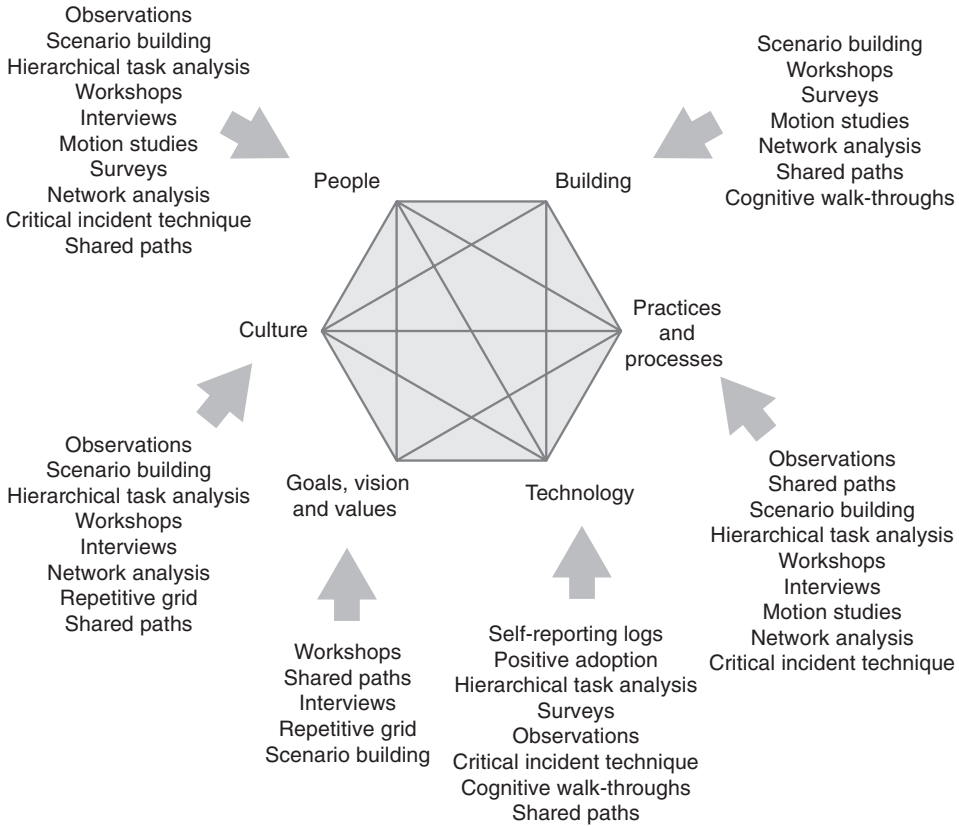 Observations
Scenario building
Hierarchical task analysis
Workshops
Interviews
Motion studies
Surveys
Network analysis
Critical incident technique
Shared paths
Scenario building
Workshops
Surveys
Motion studies
Network analysis
Shared paths
Cognitive walk-throughs
People
Building
Culture
Practices
and
processes
Goals, vision
and values
Technology
Observations
Scenario building
Hierarchical task analysis
Workshops
Interviews
Network analysis
Repetitive grid
Shared paths
Workshops
Shared paths
Interviews
Repetitive grid
Scenario building
Self-reporting logs
Positive adoption
Hierarchical task analysis
Surveys
Observations
Critical incident technique
Cognitive walk-throughs
Shared paths
Observations
Shared paths
Scenario building
Hierarchical task analysis
Workshops
Interviews
Motion studies
Network analysis
Critical incident technique